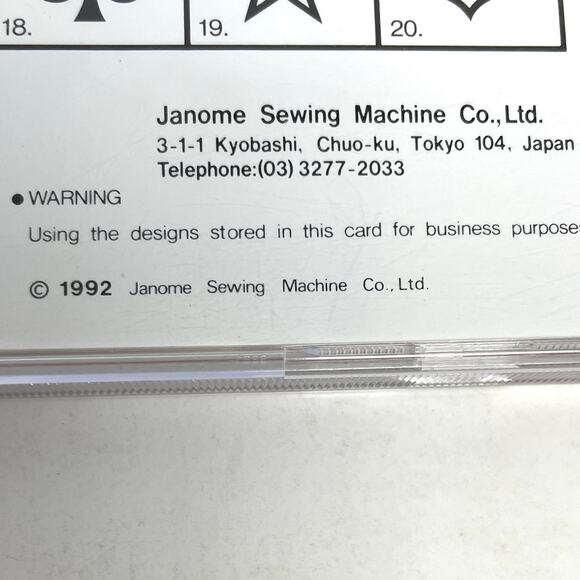 18. 19. 20.
Janome Sewing Machine Co.,Ltd.
3-1-1 Kyobashi, Chuo-ku, Tokyo 104, Japan
Telephone:(03) 3277-2033
● WARNING
Using the designs stored in this card for business purpose
© 1992 Janome Sewing Machine Co.,Ltd.